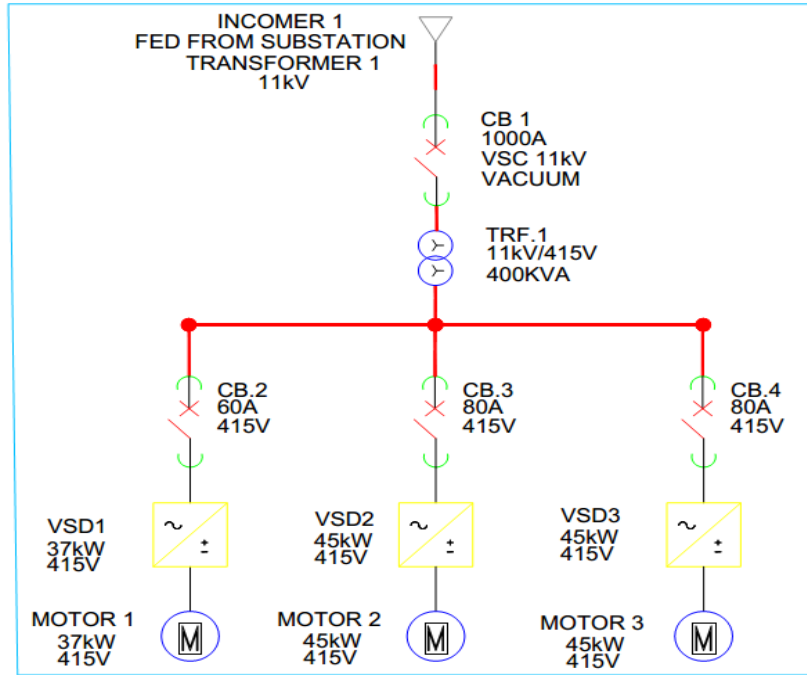 INCOMER 1
FED FROM SUBSTATION
TRANSFORMER 1
11kV
CB 1
1000A
VSC 11kV
VACUUM
TRF.1
11kV/415V
400KVA
CB.2
60A
415V
CB.3
80A
415V
CB.4
80A
415V
VSD1
37kW
415V
VSD2
45kW
415V
VSD3
45kW
415V
MOTOR 1
37kW
415V
M
MOTOR 2
45kW
415V
M
MOTOR 3
45kW
415V
M